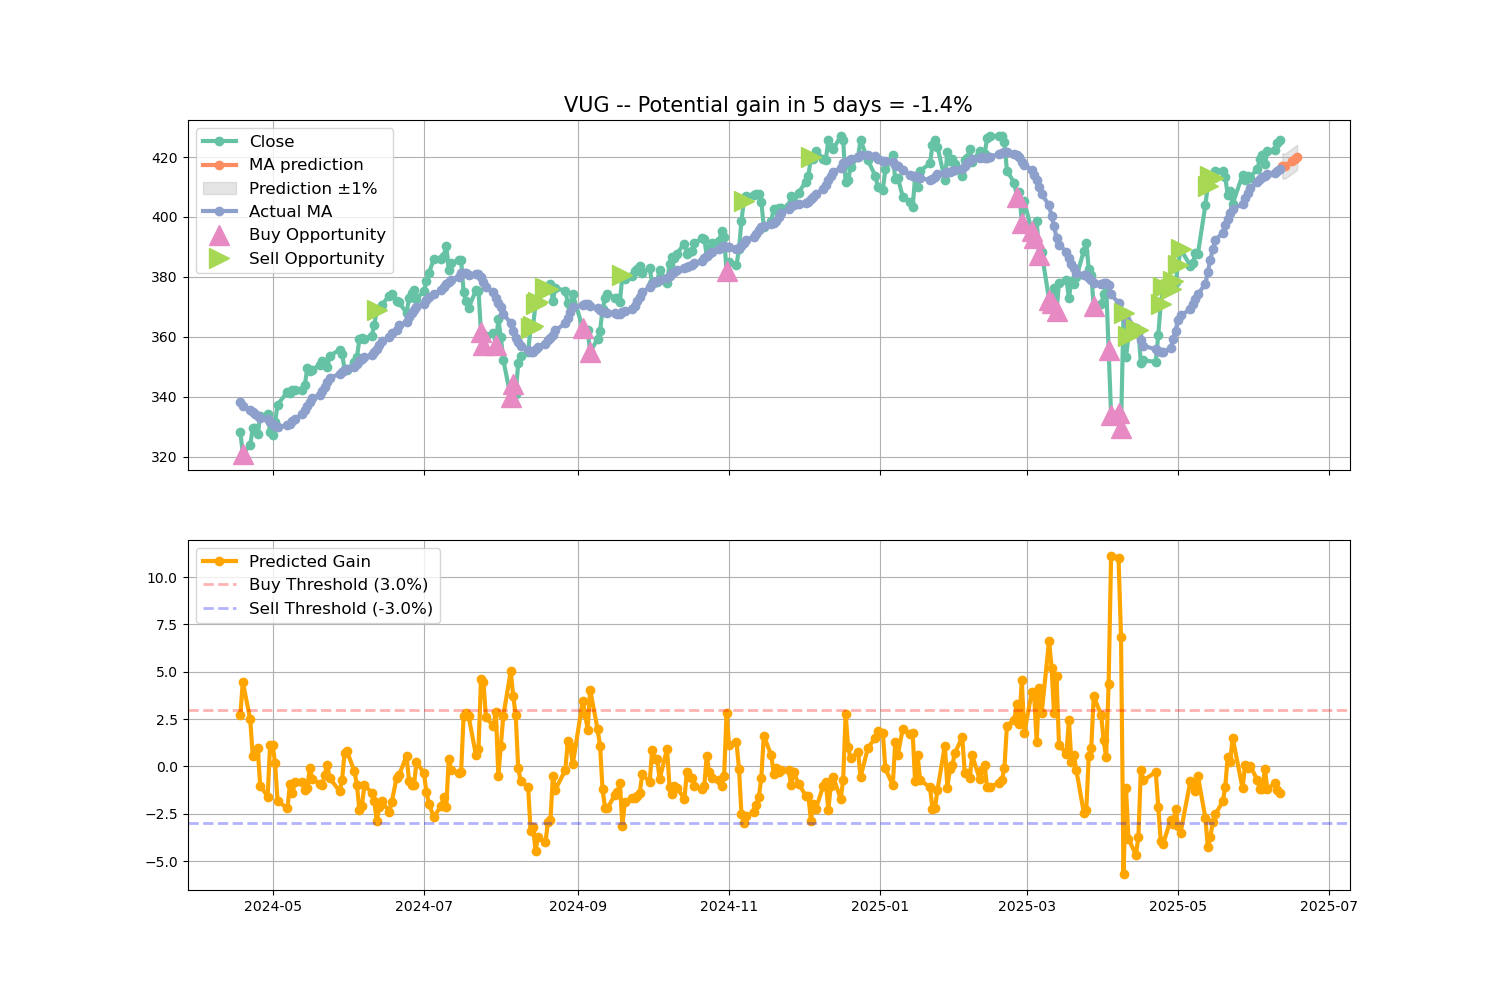 VUG -- Potential gain in 5 days = -1.4%
Close
MA prediction
Prediction ±1%
Actual MA
Buy Opportunity
Sell Opportunity
420
400
380
360
340
320
Predicted Gain
Buy Threshold (3.0%)
Sell Threshold (-3.0%)
10.0
7.5
5.0
2.5
0.0
−2.5
−5.0
2024-05 2024-07 2024-09 2024-11 2025-01 2025-03 2025-05 2025-07